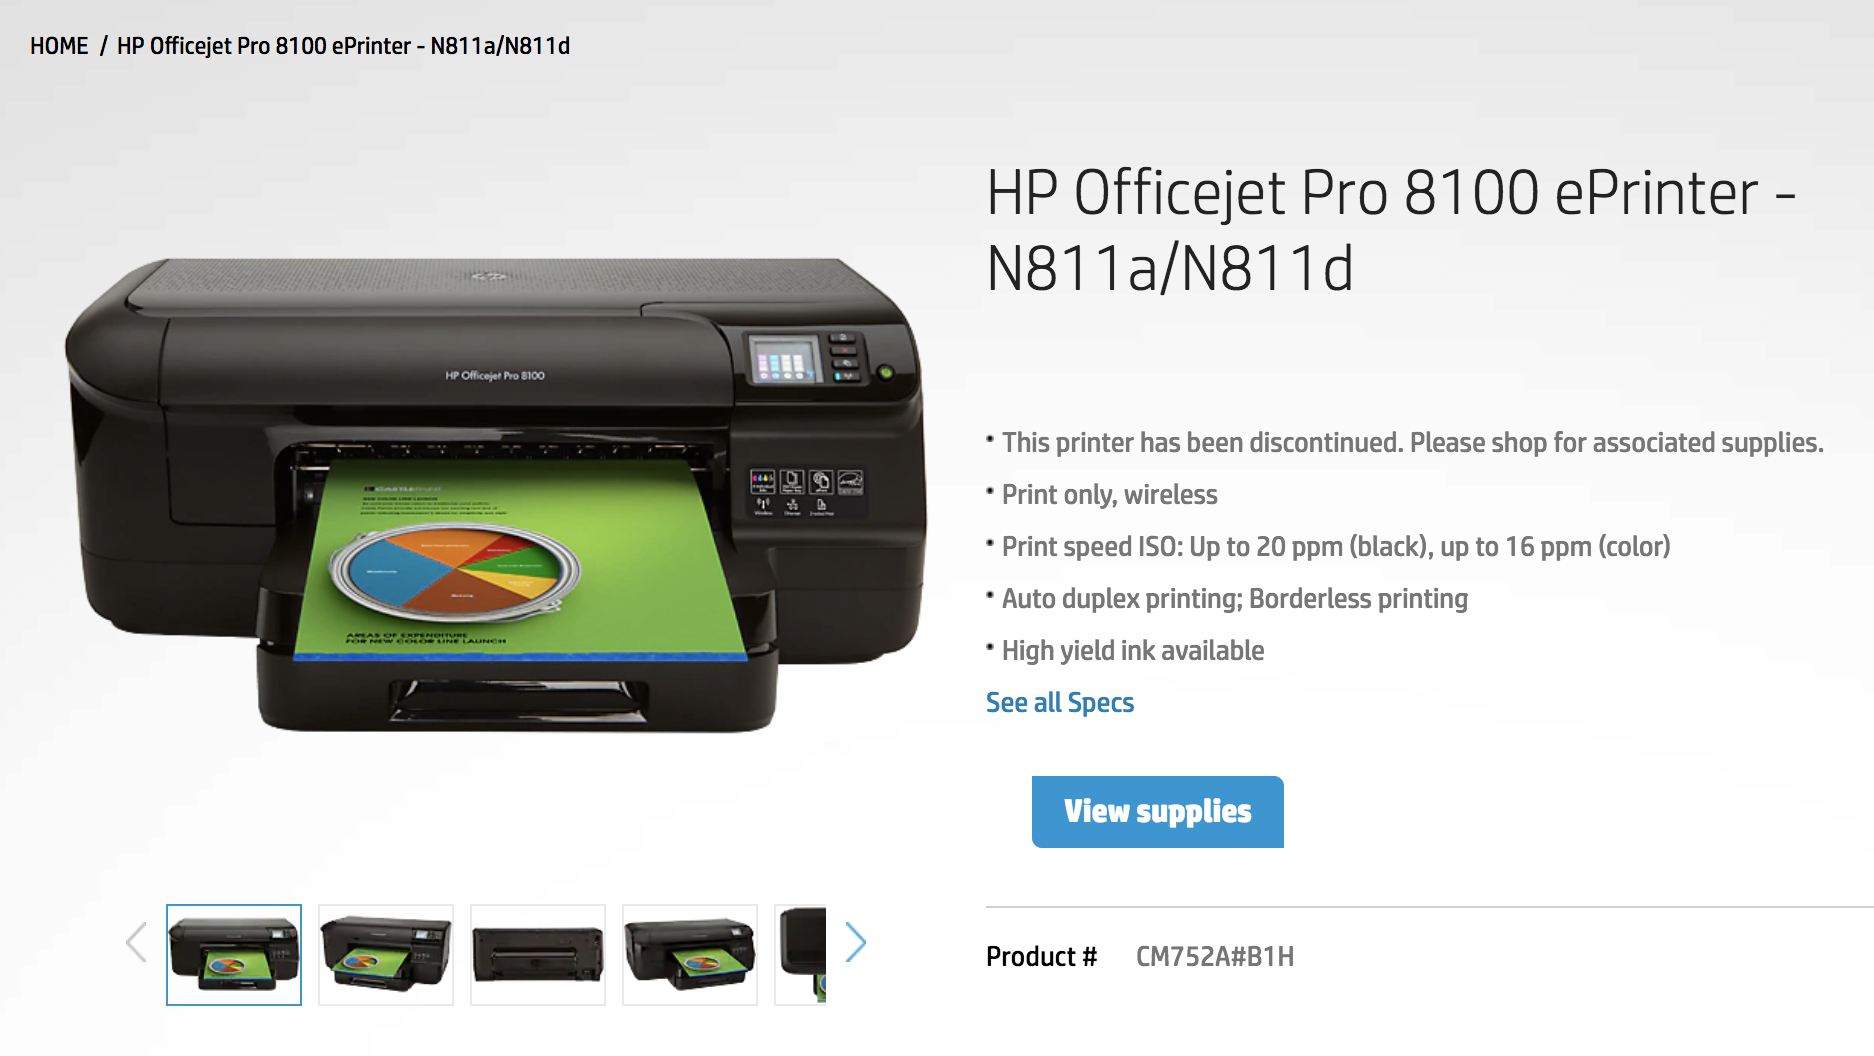 HOME / HP Officejet Pro 8100 ePrinter - N811a/N811d
HP Officejet Pro 8100 ePrinter -
N811a/N811d
HP Officejet Pro 8100
AREAS OF EXPENDITURE
FOR NEW COLOR LINE LAUNCH
• This printer has been discontinued. Please shop for associated supplies.
• Print only, wireless
• Print speed ISO: Up to 20 ppm (black), up to 16 ppm (color)
• Auto duplex printing; Borderless printing
• High yield ink available
See all Specs
View supplies
Product # CM752A#B1H